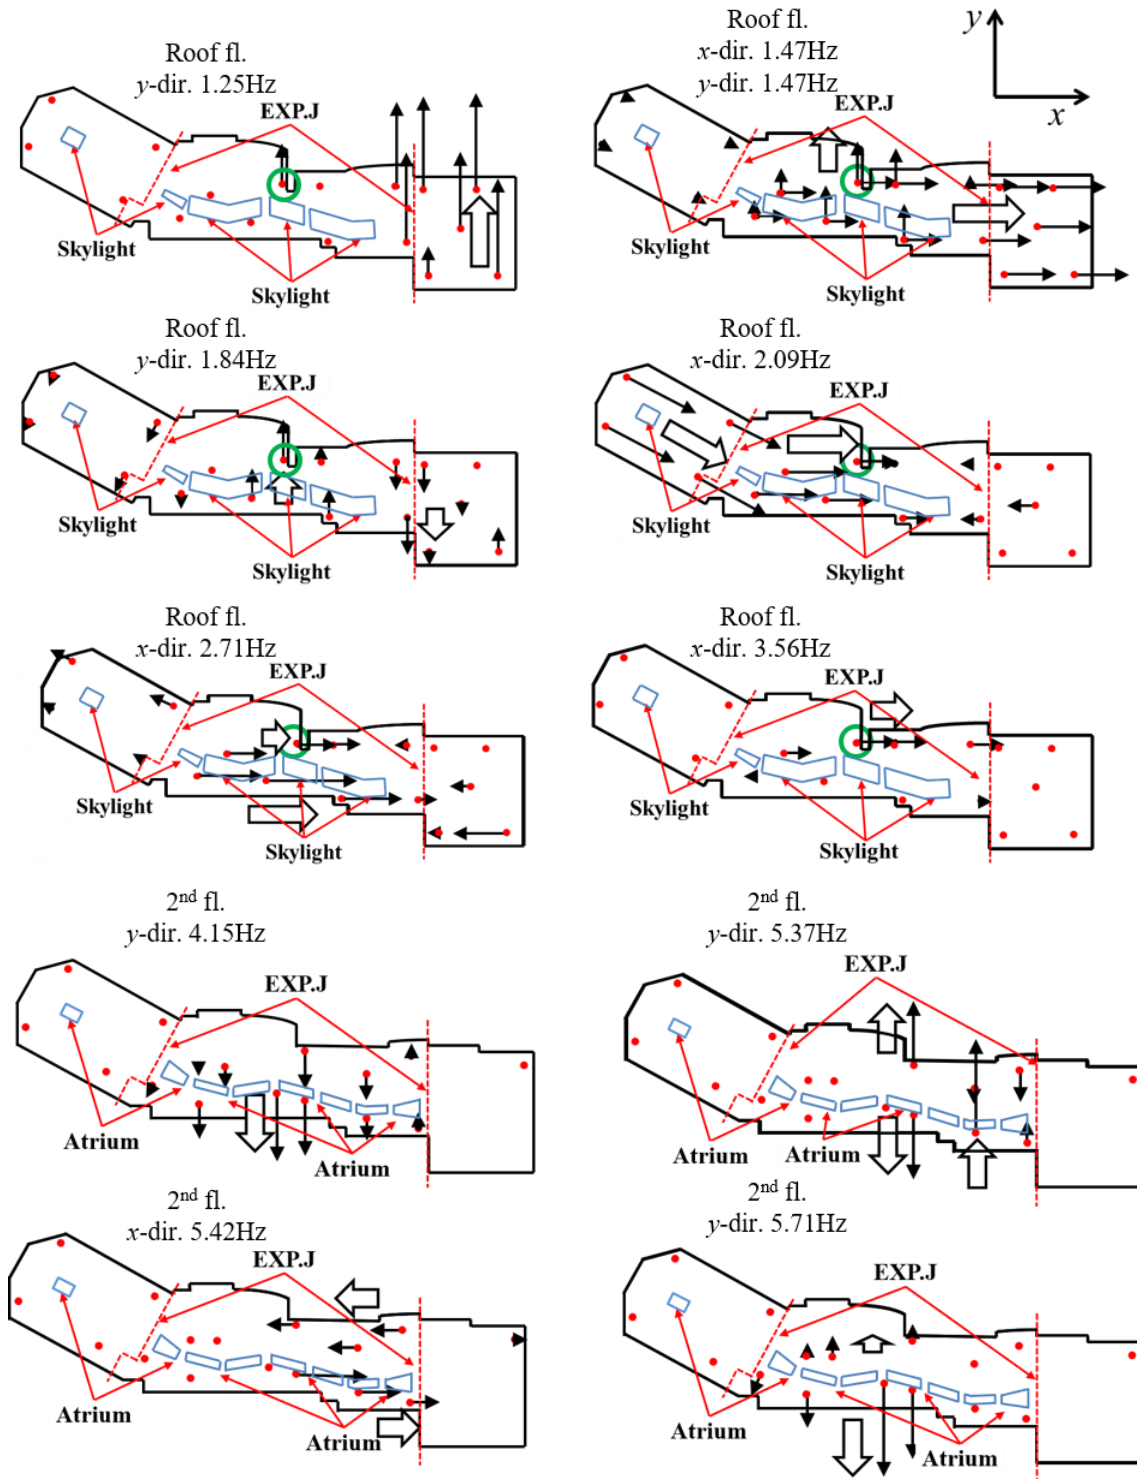 Roof fl.
y-dir. 1.25Hz
EXP.J
Skylight
Skylight
Roof fl.
x-dir. 1.47Hz
y-dir. 1.47Hz
EXP.J
Skylight
Skylight
y
x
Roof fl.
y-dir. 1.84Hz
EXP.J
Skylight
Skylight
Roof fl.
x-dir. 2.09Hz
EXP.J
Skylight
Skylight
Roof fl.
x-dir. 2.71Hz
EXP.J
Skylight
Skylight
Roof fl.
x-dir. 3.56Hz
EXP.J
Skylight
Skylight
2nd fl.
y-dir. 4.15Hz
EXP.J
Atrium
Atrium
2nd fl.
y-dir. 5.37Hz
EXP.J
Atrium
Atrium
2nd fl.
x-dir. 5.42Hz
EXP.J
Atrium
Atrium
2nd fl.
y-dir. 5.71Hz
EXP.J
Atrium
Atrium